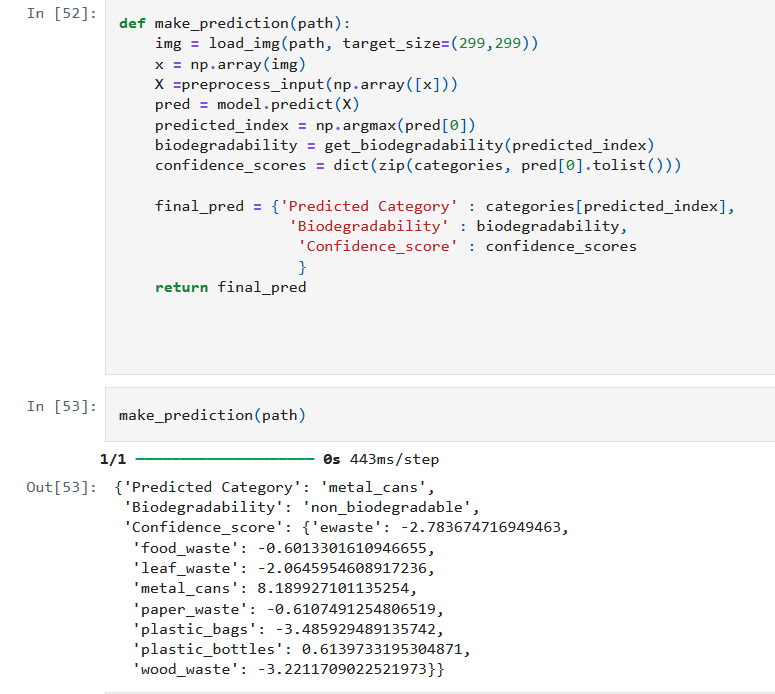 In [52]:
def make_prediction(path):
    img = load_img(path, target_size=(299,299))
    x = np.array(img)
    X =preprocess_input(np.array([x]))
    pred = model.predict(X)
    predicted_index = np.argmax(pred[0])
    biodegradability = get_biodegradability(predicted_index)
    confidence_scores = dict(zip(categories, pred[0].tolist()))
    final_pred = {'Predicted Category' : categories[predicted_index],
                   'Biodegradability' : biodegradability,
                    'Confidence_score' : confidence_scores
                    }
    return final_pred
In [53]:
make_prediction(path)
1/1 ━━━━━━━━━━━━━━━━━━━━ 0s 443ms/step
Out[53]:
{'Predicted Category': 'metal_cans',
 'Biodegradability': 'non_biodegradable',
 'Confidence_score': {'ewaste': -2.783674716949463,
  'food_waste': -0.6013301610946655,
  'leaf_waste': -2.0645954608917236,
  'metal_cans': 8.189927101135254,
  'paper_waste': -0.6107491254806519,
  'plastic_bags': -3.485929489135742,
  'plastic_bottles': 0.6139733195304871,
  'wood_waste': -3.2211709022521973}}